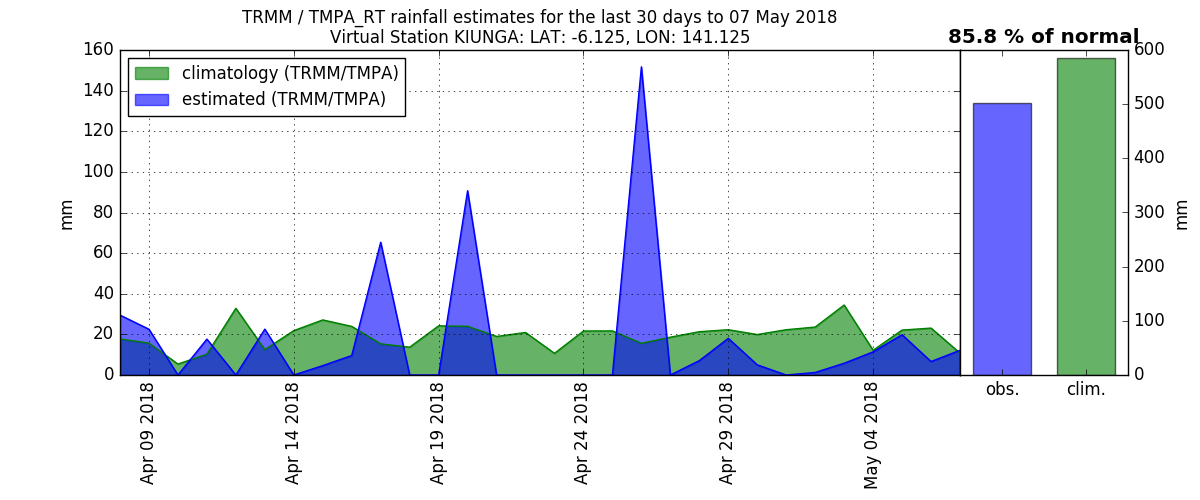 TRMM / TMPA_RT rainfall estimates for the last 30 days to 07 May 2018
Virtual Station KIUNGA: LAT: -6.125, LON: 141.125
85.8 % of normal
climatology (TRMM/TMPA)
estimated (TRMM/TMPA)
mm
160
140
120
100
80
60
40
20
0
Apr 09 2018
Apr 14 2018
Apr 19 2018
Apr 24 2018
Apr 29 2018
May 04 2018
600
500
400
300
200
100
0
mm
obs.
clim.